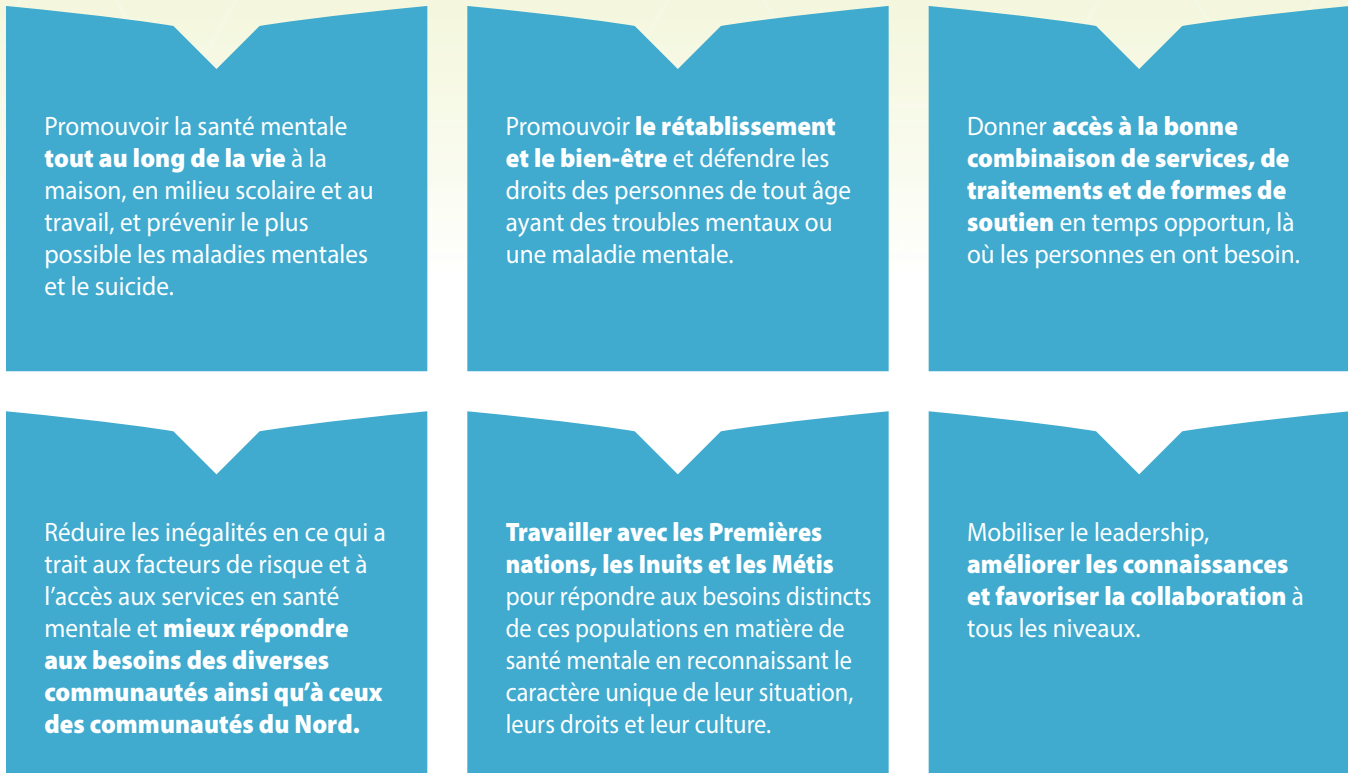 Promouvoir la santé mentale
tout au long de la vie à la
maison, en milieu scolaire et au
travail, et prévenir le plus
possible les maladies mentales
et le suicide.
Promouvoir le rétablissement
et le bien-être et défendre les
droits des personnes de tout âge
ayant des troubles mentaux ou
une maladie mentale.
Donner accès à la bonne
combinaison de services, de
traitements et de formes de
soutien en temps opportun, là
où les personnes en ont besoin.
Réduire les inégalités en ce qui a
trait aux facteurs de risque et à
l’accès aux services en santé
mentale et mieux répondre
aux besoins des diverses
communautés ainsi qu’à ceux
des communautés du Nord.
Travailler avec les Premières
nations, les Inuits et les Métis
pour répondre aux besoins distincts
de ces populations en matière de
santé mentale en reconnaissant le
caractère unique de leur situation,
leurs droits et leur culture.
Mobiliser le leadership,
améliorer les connaissances
et favoriser la collaboration à
tous les niveaux.